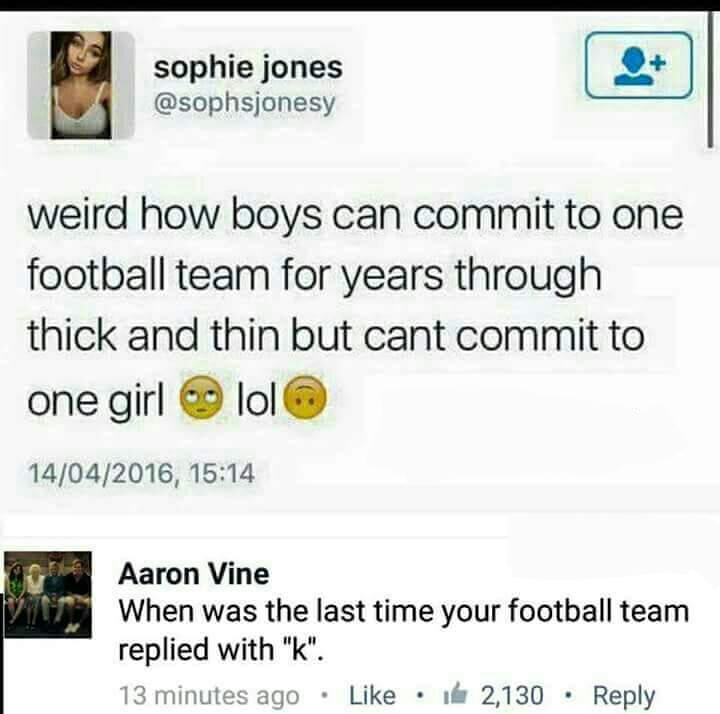 sophie jones
@sophsjonesy
weird how boys can commit to one
football team for years through
thick and thin but cant commit to
one girl 🙄 lol🙃
14/04/2016, 15:14
Aaron Vine
When was the last time your football team
replied with "k".
13 minutes ago • Like • 2,130 • Reply